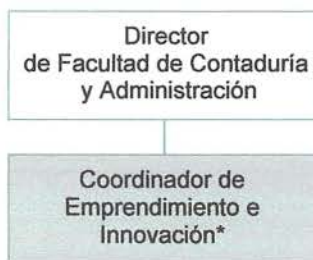 Director
de Facultad de Contaduría
y Administración
Coordinador de
Emprendimiento e
Innovación*